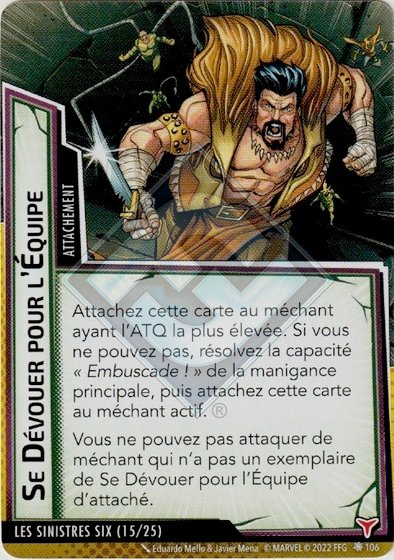 SE DÉVOUER POUR L'ÉQUIPE
ATTACHEMENT
Attachez cette carte au méchant
ayant l'ATQ la plus élevée. Si vous
ne pouvez pas, résolvez la capacité
« Embuscade ! » de la manigance
principale, puis attachez cette carte
au méchant actif.
®
Vous ne pouvez pas attaquer de
méchant qui n'a pas un exemplaire
de Se Dévouer pour l'Équipe
d'attaché.
LES SINISTRES SIX (15/25)
Eduardo Mello & Javier Mena © MARVEL © 2022 FFG 106